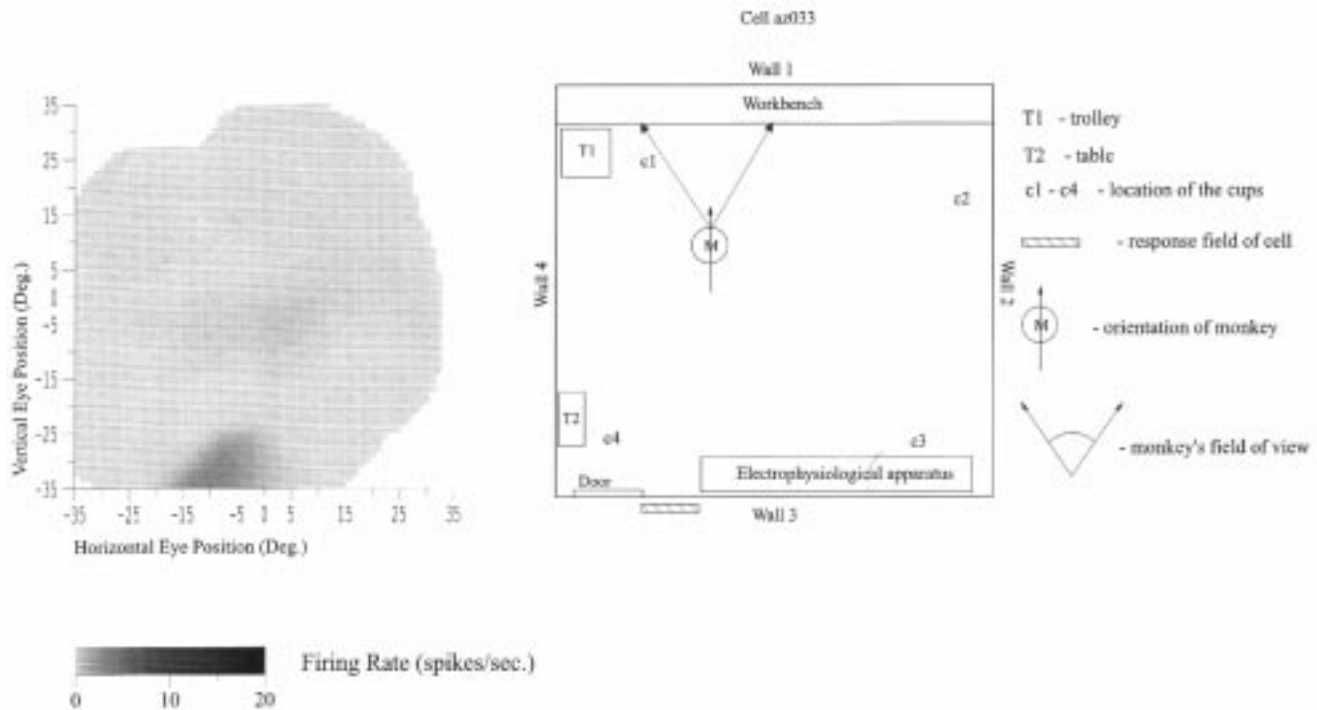 Cell az033
35
25
15
5
1
-5
-15
-25
-35
Vertical Eye Position (Deg.)
-35 -25 -15 -5 1 5 15 25 35
Horizontal Eye Position (Deg.)
0 10 20
Firing Rate (spikes/sec.)
Wall 1
Workbench
T1
c1
c2
M
Wall 4
Wall 2
T2
c4
c3
Electrophysiological apparatus
Door
Wall 3
T1 - trolley
T2 - table
c1 - c4 - location of the cups
- response field of cell
M - orientation of monkey
- monkey's field of view